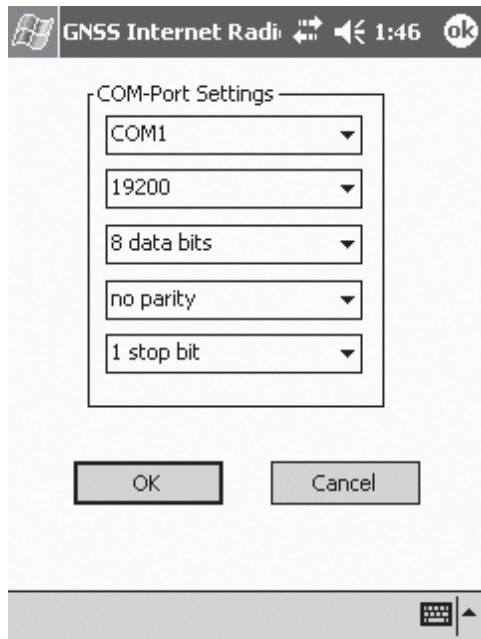 GNSS Internet Radi 1:46 ok
COM-Port Settings
COM1
19200
8 data bits
no parity
1 stop bit
OK Cancel